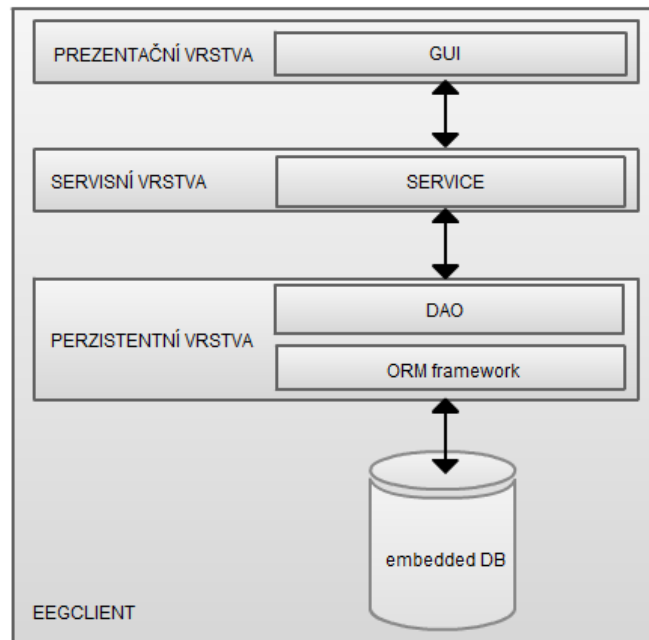 PREZENTAČNÍ VRSTVA
GUI
SERVISNÍ VRSTVA
SERVICE
PERZISTENTNÍ VRSTVA
DAO
ORM framework
embedded DB
EEGCLIENT